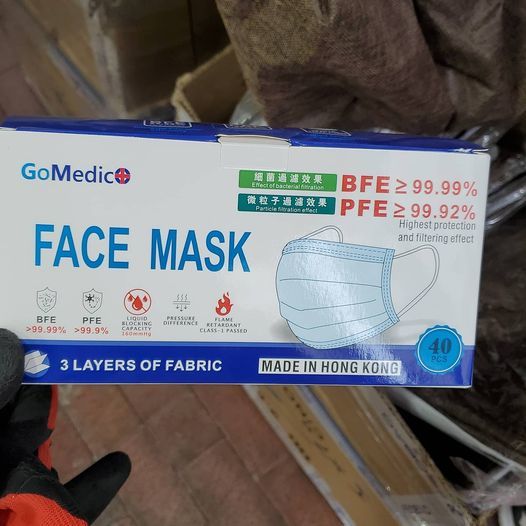 GoMedic
細菌過濾效果
Effect of bacterial filtration
BFE ≥ 99.99%
微粒子過濾效果
Particle filtration effect
PFE ≥ 99.92%
Highest protection
and filtering effect
FACE MASK
BFE
>99.99%
PFE
>99.9%
LIQUID
BLOCKING
CAPACITY
160mmHg
PRESSURE
DIFFERENCE
FLAME
RETARDANT
CLASS-1 PASSED
40
PCS
3 LAYERS OF FABRIC
MADE IN HONG KONG